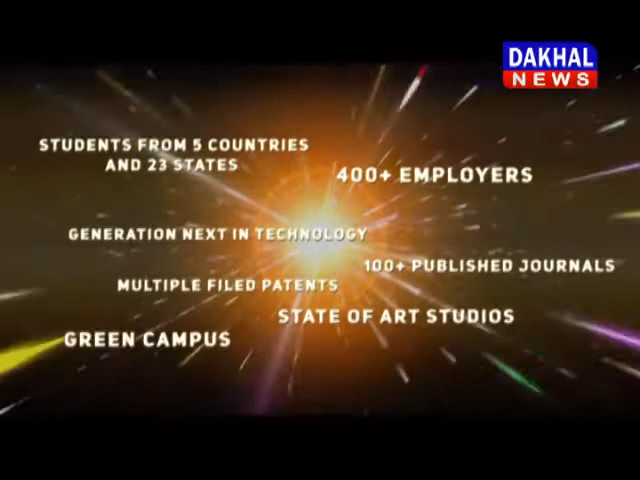 DAKHAL
NEWS
STUDENTS FROM 5 COUNTRIES
AND 23 STATES
400+ EMPLOYERS
GENERATION NEXT IN TECHNOLOGY
100+ PUBLISHED JOURNALS
MULTIPLE FILED PATENTS
STATE OF ART STUDIOS
GREEN CAMPUS